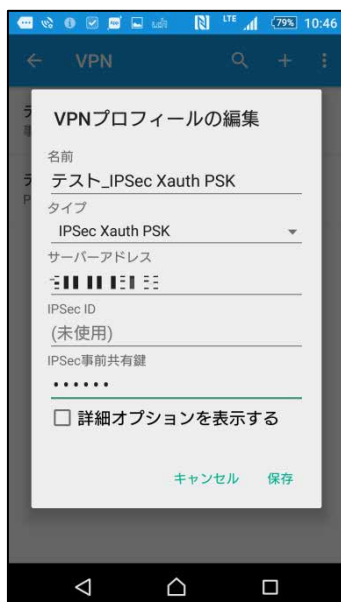 LTE 79% 10:46
VPN
VPNプロフィールの編集
名前
テスト_IPSec Xauth PSK
タイプ
IPSec Xauth PSK
サーバーアドレス
IPSec ID
(未使用)
IPSec事前共有鍵
••••••
詳細オプションを表示する
キャンセル 保存